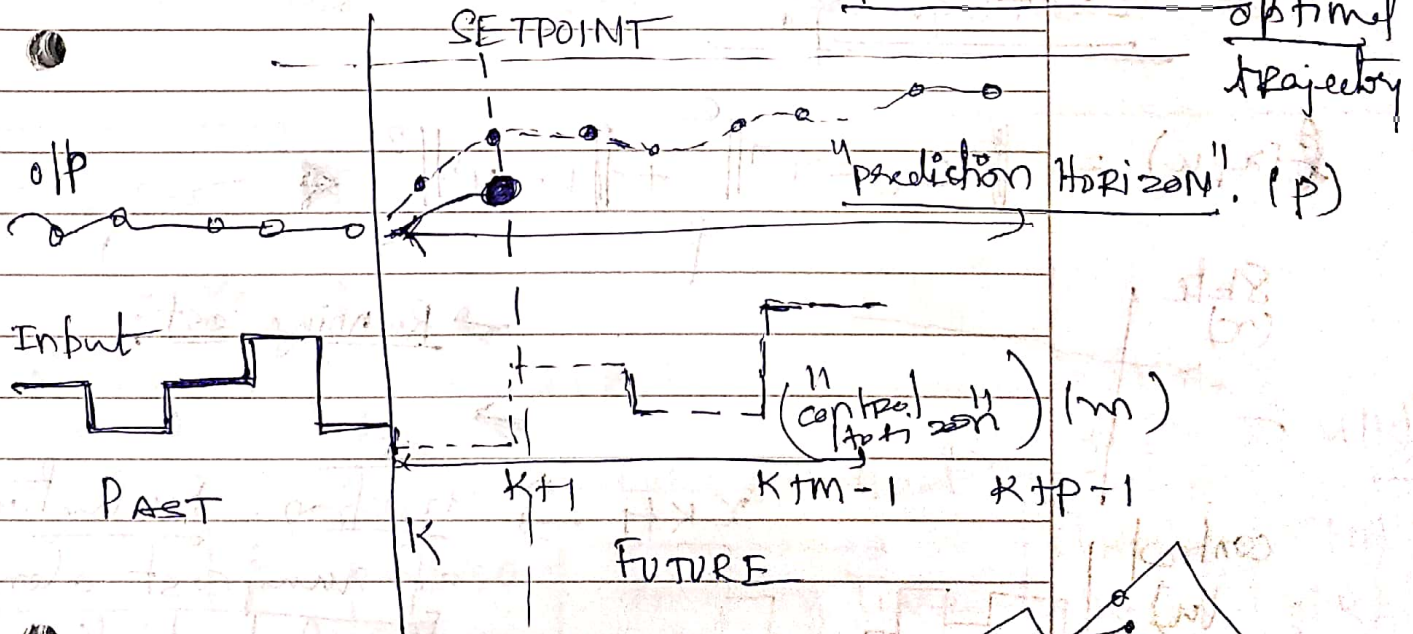 SETPOINT
optimal
trajectory
o/p
"prediction HORIZON". (p)
Input
"control horizon" (m)
PAST
K
K+1
K+m-1
K+p-1
FUTURE